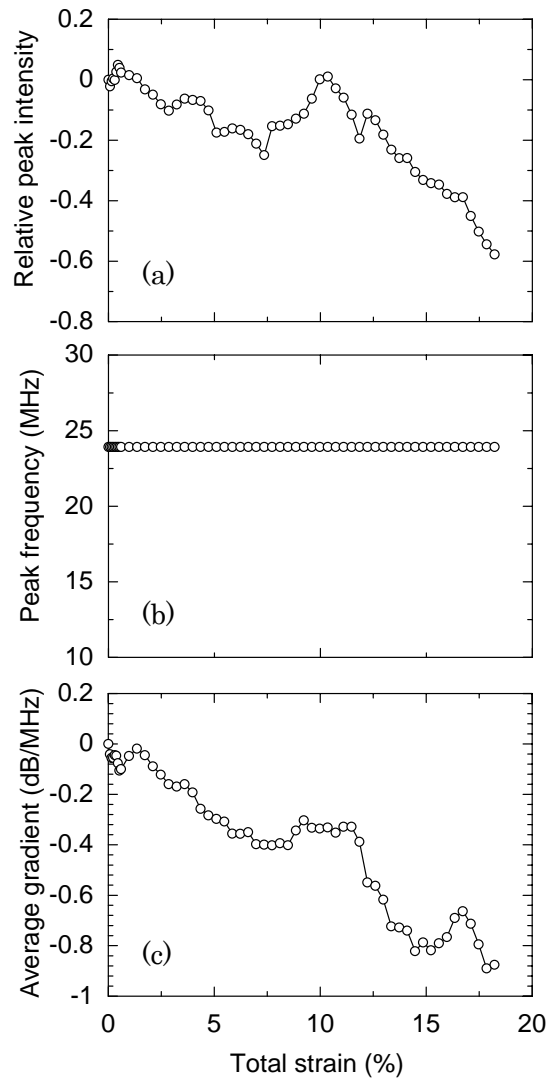 0.2
0
-0.2
-0.4
-0.6
-0.8
Relative peak intensity
(a)
30
25
20
15
10
Peak frequency (MHz)
(b)
0.2
0
-0.2
-0.4
-0.6
-0.8
-1
Average gradient (dB/MHz)
(c)
0 5 10 15 20
Total strain (%)